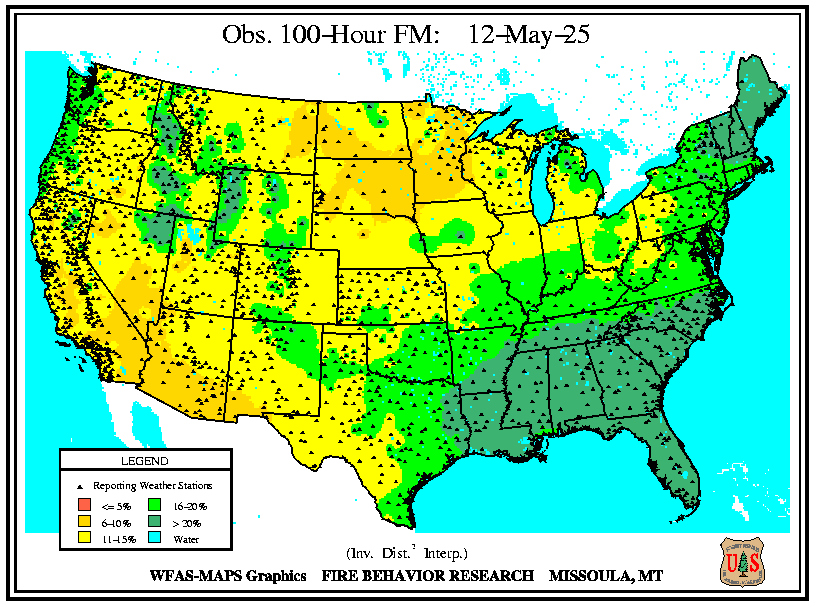 Obs. 100-Hour FM: 12-May-25
LEGEND
Reporting Weather Stations
<= 5% 16-20%
6-10% > 20%
11-15% Water
(Inv. Dist.² Interp.)
WFAS-MAPS Graphics FIRE BEHAVIOR RESEARCH MISSOULA, MT
U S